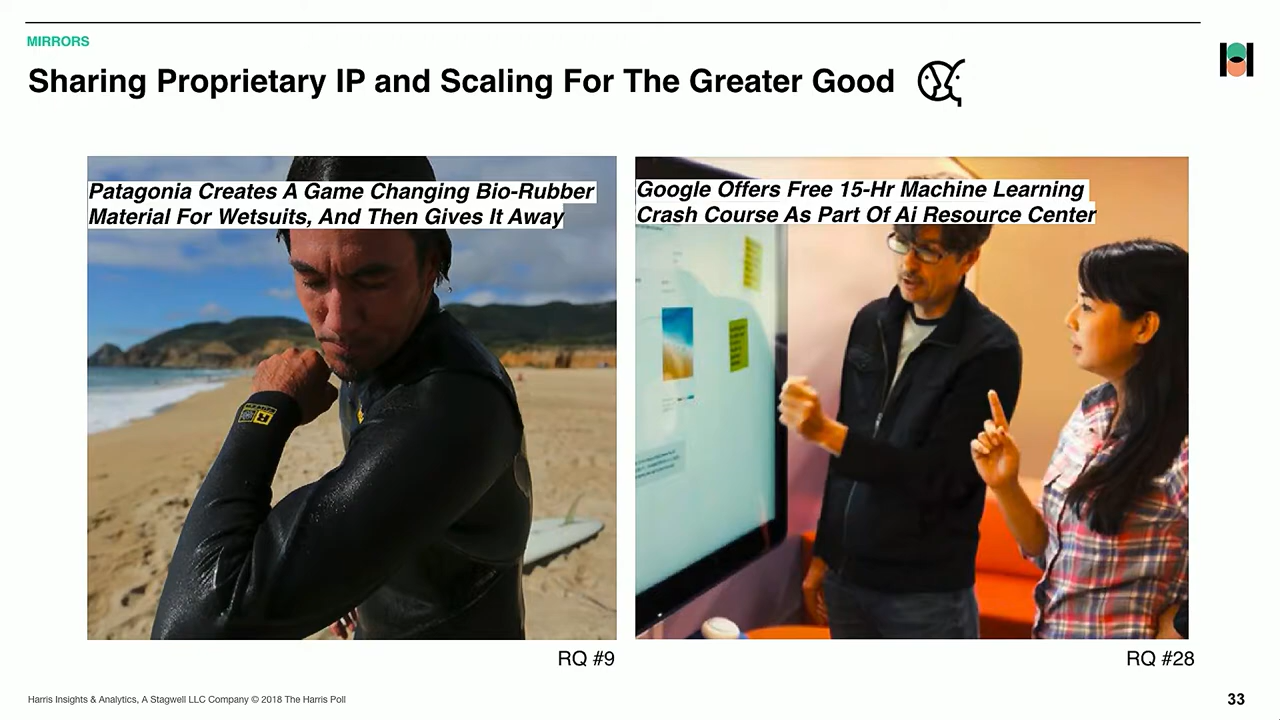 MIRRORS
Sharing Proprietary IP and Scaling For The Greater Good
Patagonia Creates A Game Changing Bio-Rubber
Material For Wetsuits, And Then Gives It Away
Google Offers Free 15-Hr Machine Learning
Crash Course As Part Of Ai Resource Center
RQ #9
RQ #28
Harris Insights & Analytics, A Stagwell LLC Company © 2018 The Harris Poll
33